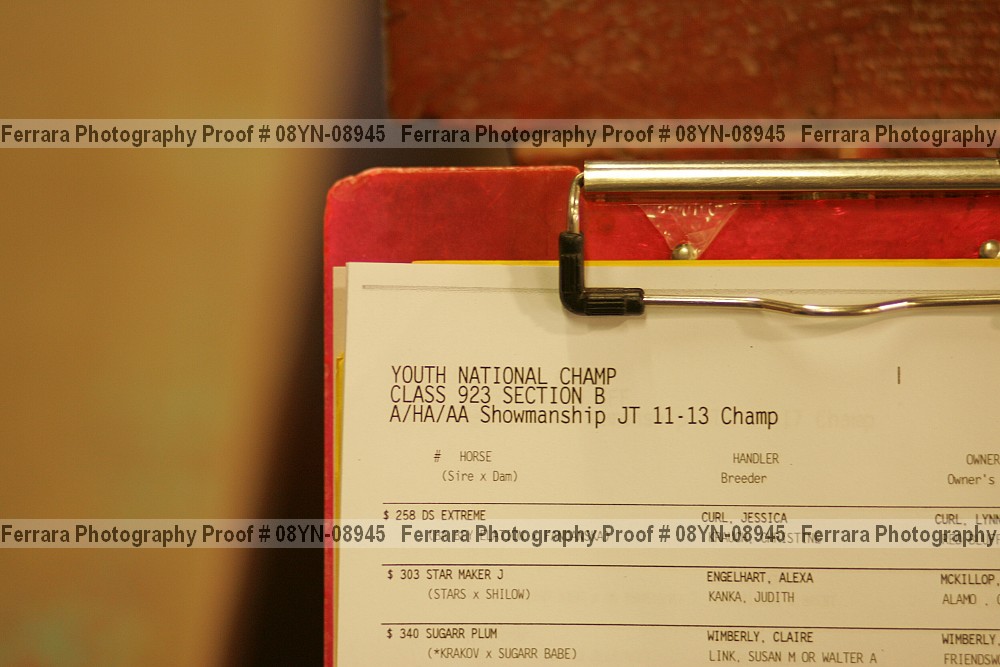 Ferrara Photography Proof # 08YN-08945 Ferrara Photography Proof # 08YN-08945 Ferrara Photography
YOUTH NATIONAL CHAMP
CLASS 923 SECTION B
A/HA/AA Showmanship JT 11-13 Champ
# HORSE HANDLER OWNER
(Sire x Dam) Breeder Owner's
$ 258 DS EXTREME CURL, JESSICA CURL, LYNN
Ferrara Photography Proof # 08YN-08945 Ferrara Photography Proof # 08YN-08945 Ferrara Photography
$ 303 STAR MAKER J ENGELHART, ALEXA MCKILLOP,
(STARS x SHILOW) KANKA, JUDITH ALAMO ,
$ 340 SUGARR PLUM WIMBERLY, CLAIRE WIMBERLY,
(*KRAKOV x SUGARR BABE) LINK, SUSAN M OR WALTER A FRIENDSWO